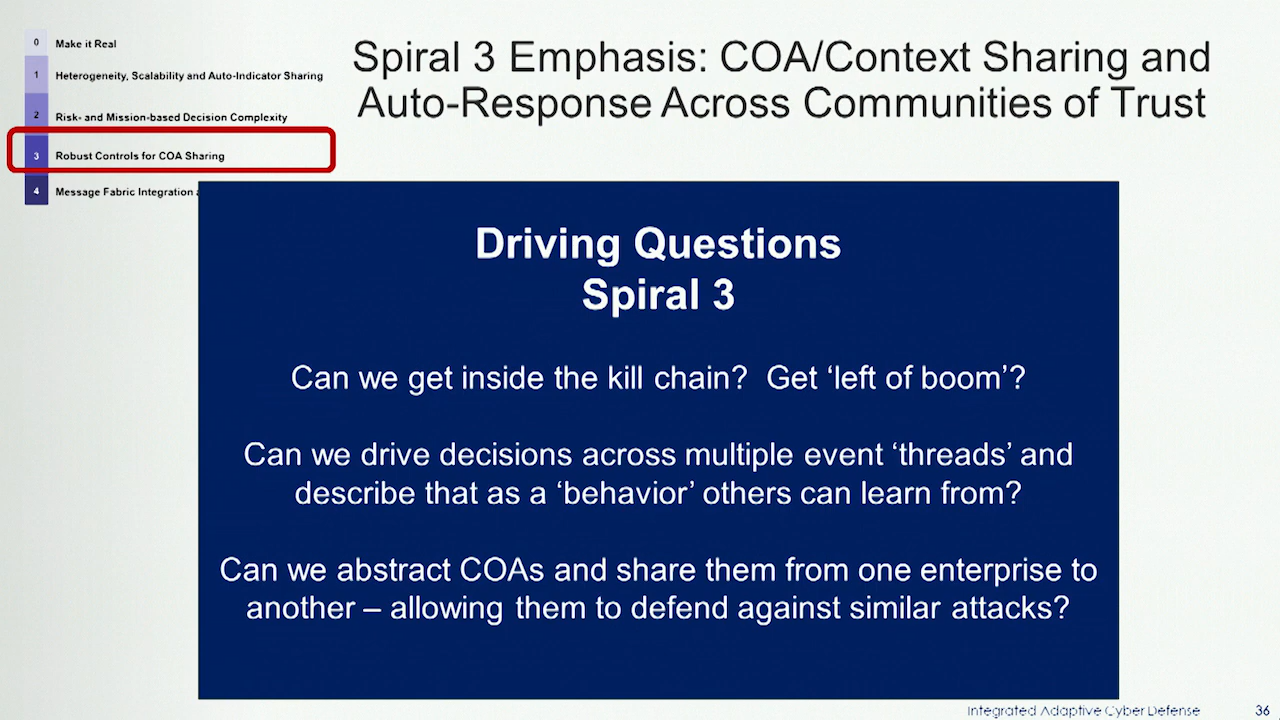 0 Make it Real
1 Heterogeneity, Scalability and Auto-Indicator Sharing
2 Risk- and Mission-based Decision Complexity
3 Robust Controls for COA Sharing
4 Message Fabric Integration
Spiral 3 Emphasis: COA/Context Sharing and
Auto-Response Across Communities of Trust
Driving Questions
Spiral 3
Can we get inside the kill chain? Get ‘left of boom’?
Can we drive decisions across multiple event ‘threads’ and
describe that as a ‘behavior’ others can learn from?
Can we abstract COAs and share them from one enterprise to
another – allowing them to defend against similar attacks?
Integrated Adaptive Cyber Defense 36